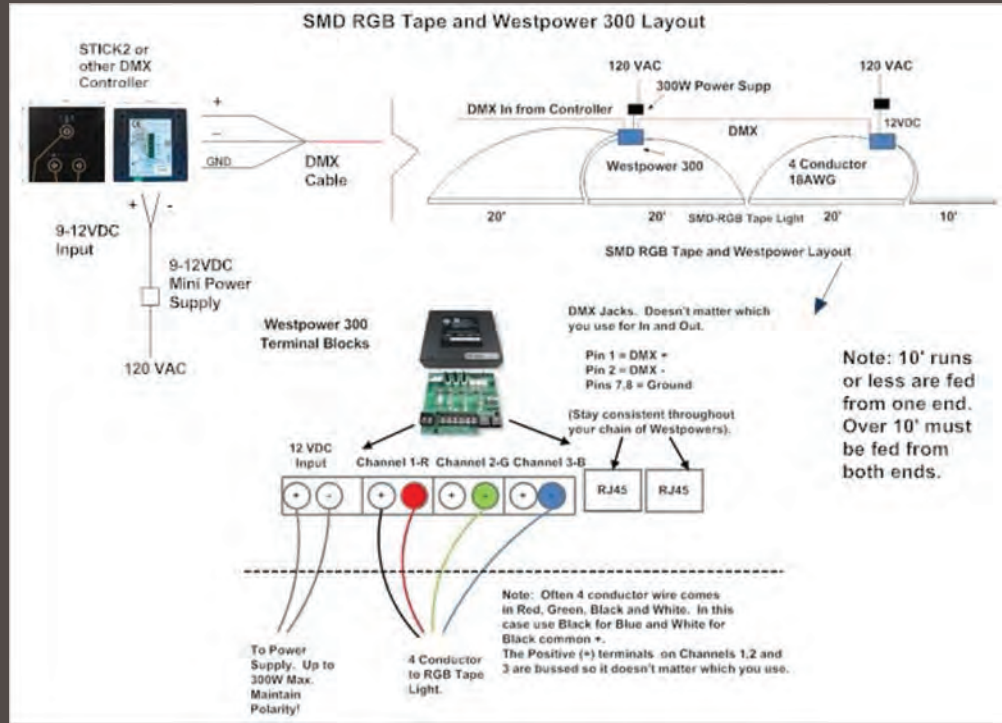 SMD RGB Tape and Westpower 300 Layout
STICK2 or
other DMX
Controller
+
−
GND
DMX
Cable
+ -
9-12VDC
Input
9-12VDC
Mini Power
Supply
120 VAC
120 VAC
300W Power Supp
DMX In from Controller
DMX
120 VAC
12VDC
Westpower 300
4 Conductor
18AWG
20'
20'
SMD-RGB Tape Light
20'
10'
SMD RGB Tape and Westpower Layout
Westpower 300
Terminal Blocks
DMX Jacks. Doesn't matter which
you use for In and Out.
Pin 1 = DMX +
Pin 2 = DMX -
Pins 7,8 = Ground
(Stay consistent throughout
your chain of Westpowers).
Note: 10' runs
or less are fed
from one end.
Over 10' must
be fed from
both ends.
12 VDC
Input
Channel 1-R Channel 2-G Channel 3-B
+ - + - + - + -
RJ45 RJ45
Note: Often 4 conductor wire comes
in Red, Green, Black and White. In this
case use Black for Blue and White for
Black common +.
The Positive (+) terminals on Channels 1,2 and
3 are bussed so it doesn't matter which you use.
To Power
Supply. Up to
300W Max.
Maintain
Polarity!
4 Conductor
to RGB Tape
Light.